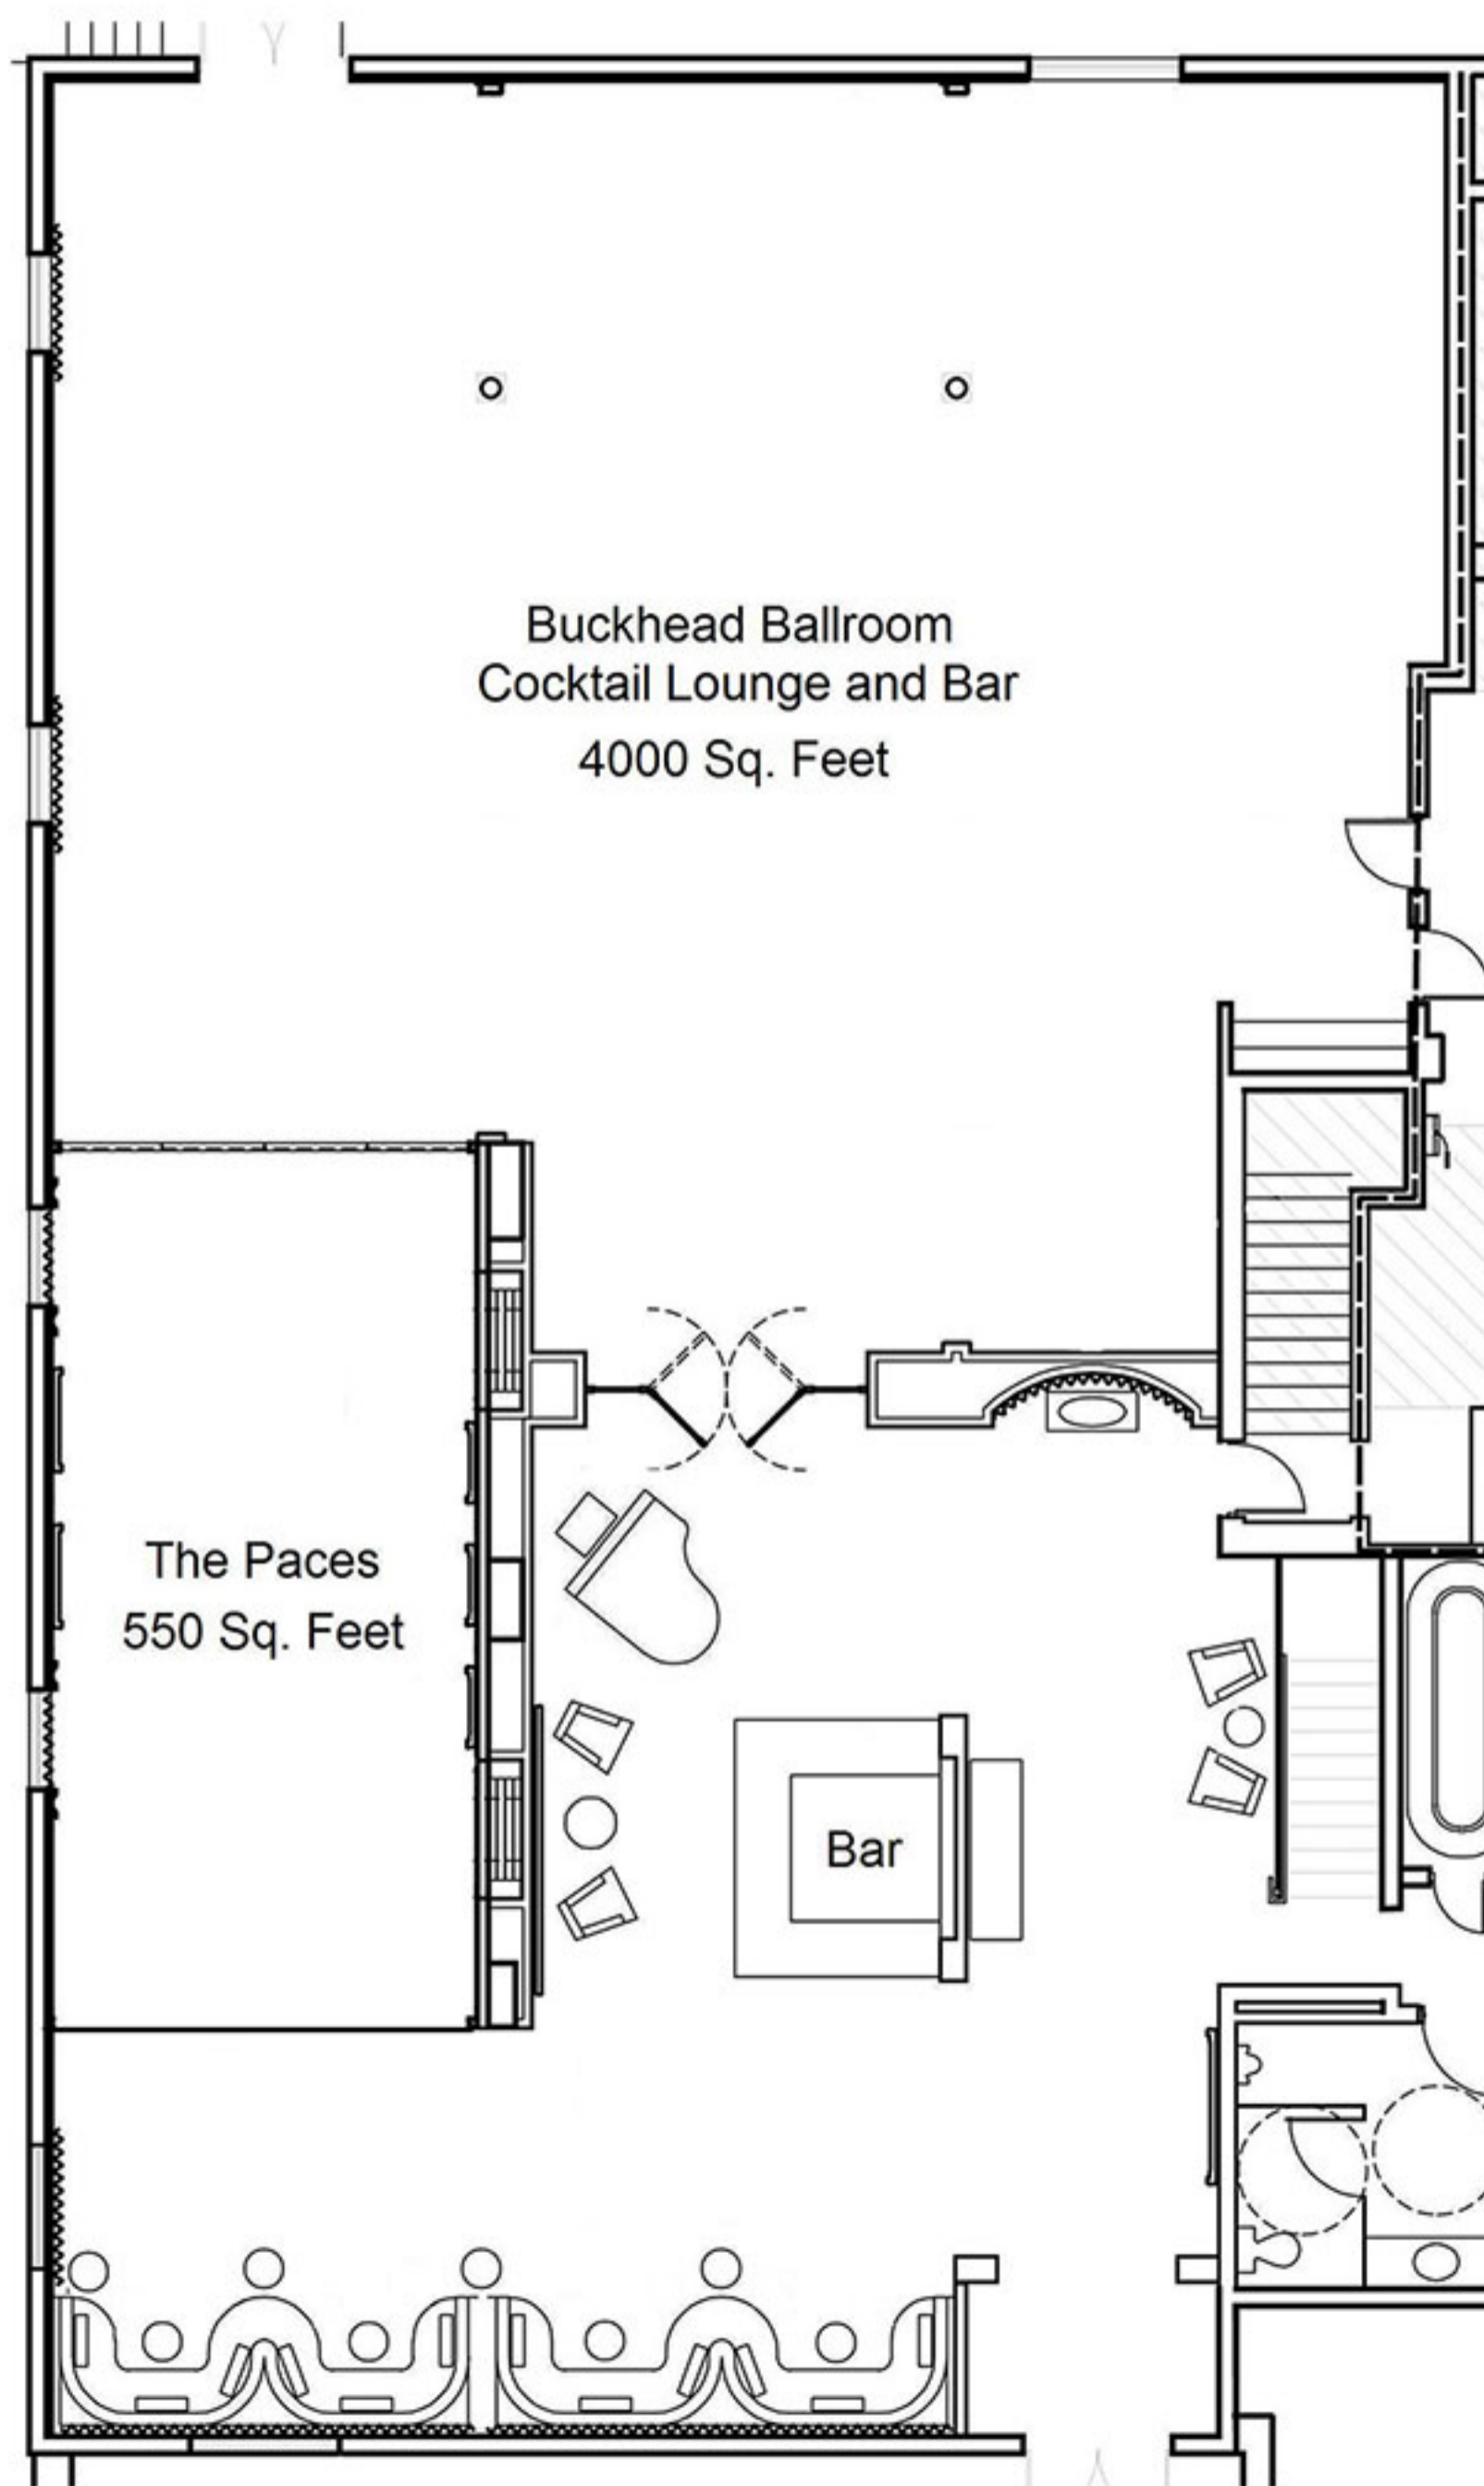 Buckhead Ballroom
Cocktail Lounge and Bar
4000 Sq. Feet
The Paces
550 Sq. Feet
Bar